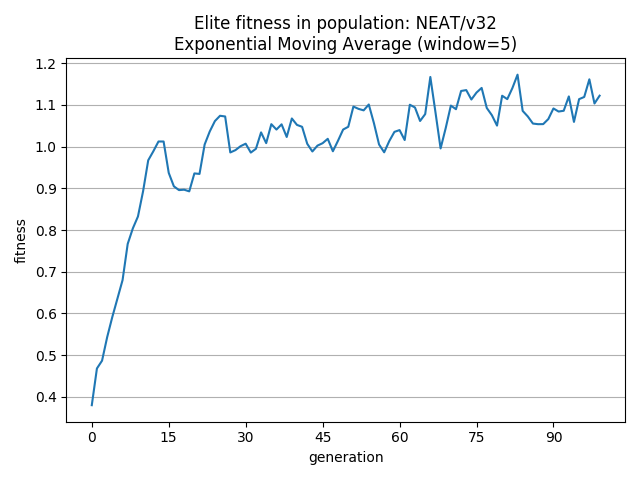 Elite fitness in population: NEAT/v32
Exponential Moving Average (window=5)
1.2
1.1
1.0
0.9
0.8
0.7
0.6
0.5
0.4
fitness
0 15 30 45 60 75 90
generation